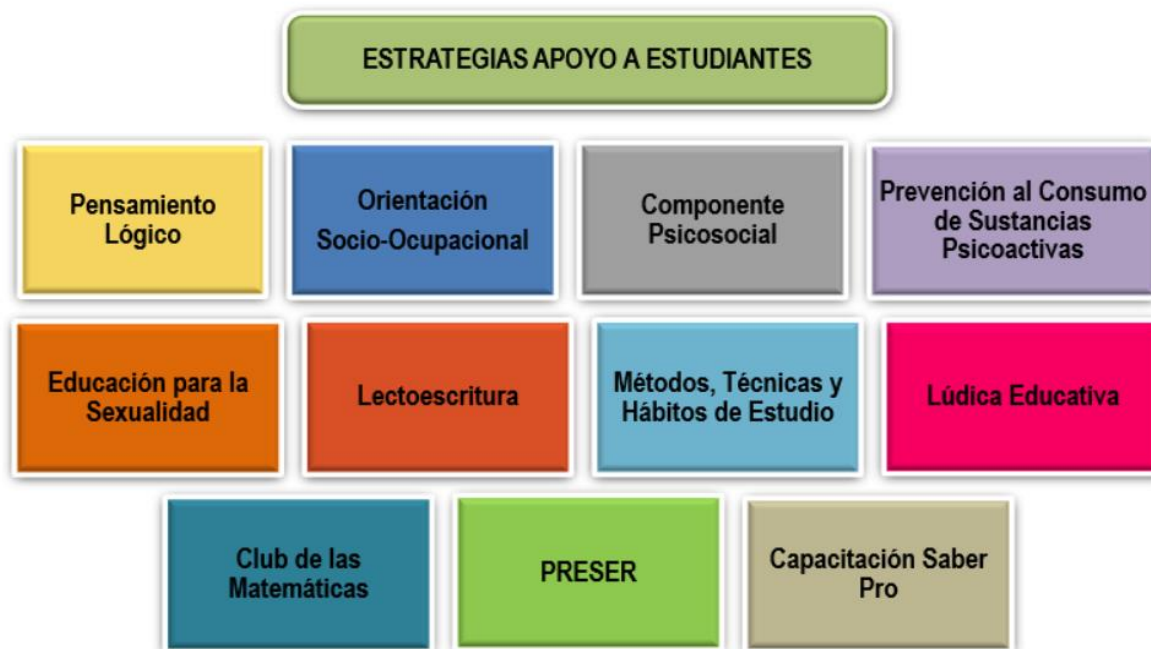 ESTRATEGIAS APOYO A ESTUDIANTES
Pensamiento
Lógico
Orientación
Socio-Ocupacional
Componente
Psicosocial
Prevención al Consumo
de Sustancias
Psicoactivas
Educación para la
Sexualidad
Lectoescritura
Métodos, Técnicas y
Hábitos de Estudio
Lúdica Educativa
Club de las
Matemáticas
PRESER
Capacitación Saber
Pro